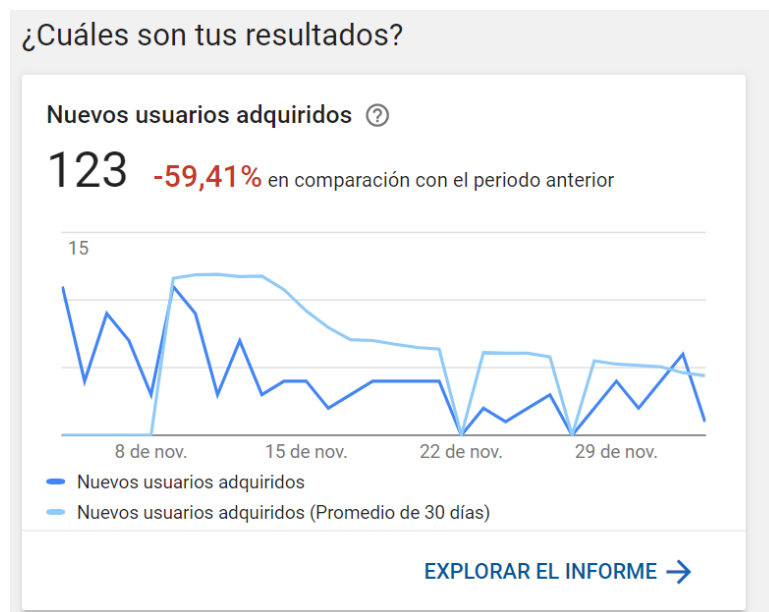 ¿Cuáles son tus resultados?
Nuevos usuarios adquiridos ?
123 -59,41% en comparación con el periodo anterior
15
8 de nov. 15 de nov. 22 de nov. 29 de nov.
Nuevos usuarios adquiridos
Nuevos usuarios adquiridos (Promedio de 30 días)
EXPLORAR EL INFORME